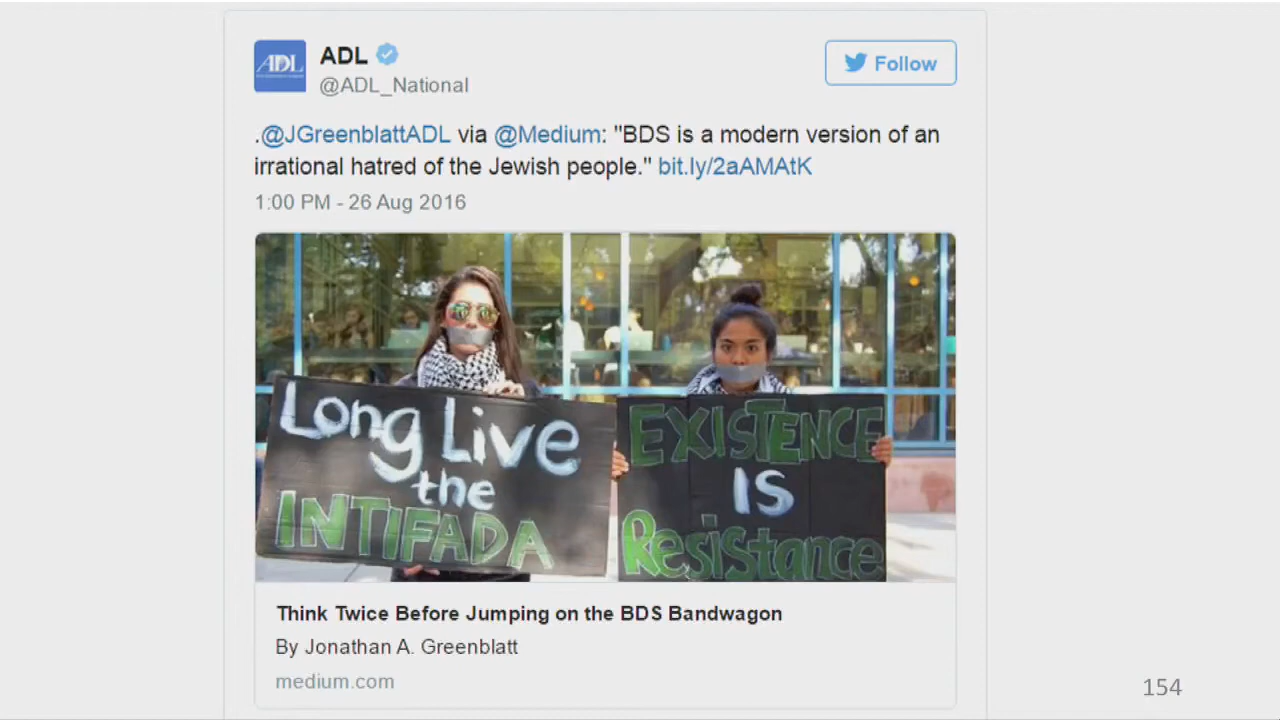 ADL
ADL
@ADL_National
Follow
.@JGreenblattADL via @Medium: "BDS is a modern version of an
irrational hatred of the Jewish people." bit.ly/2aAMAtK
1:00 PM - 26 Aug 2016
Long Live
the
INTIFADA
EXISTENCE
IS
ResiStance
Think Twice Before Jumping on the BDS Bandwagon
By Jonathan A. Greenblatt
medium.com
154